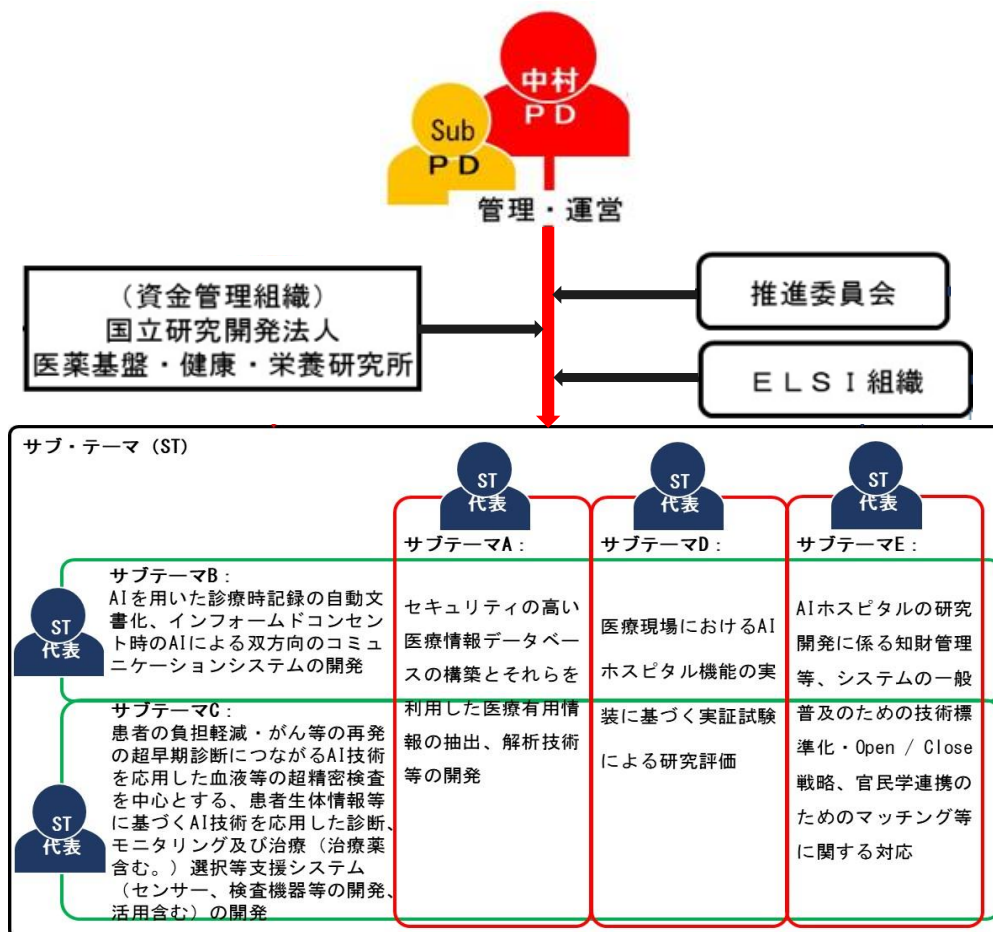 中村
ＰＤ
Sub
ＰＤ
管理・運営
（資金管理組織）
国立研究開発法人
医薬基盤・健康・栄養研究所
推進委員会
ＥＬＳＩ組織
サブ・テーマ（ST）
ST
代表
ST
代表
ST
代表
サブテーマA：
セキュリティの高い
医療情報データベー
スの構築とそれらを
利用した医療有用情
報の抽出、解析技術
等の開発
サブテーマD：
医療現場におけるAI
ホスピタル機能の実
装に基づく実証試験
による研究評価
サブテーマE：
AIホスピタルの研究
開発に係る知財管理
等、システムの一般
普及のための技術標
準化・Open / Close
戦略、官民学連携の
ためのマッチング等
に関する対応
ST
代表
サブテーマB：
AIを用いた診療時記録の自動文
書化、インフォームドコンセン
ト時のAIによる双方向のコミュ
ニケーションシステムの開発
ST
代表
サブテーマC：
患者の負担軽減・がん等の再発
の超早期診断につながるAI技術
を応用した血液等の超精密検査
を中心とする、患者生体情報等
に基づくAI技術を応用した診断、
モニタリング及び治療（治療薬
含む。）選択等支援システム
（センサー、検査機器等の開発、
活用含む）の開発